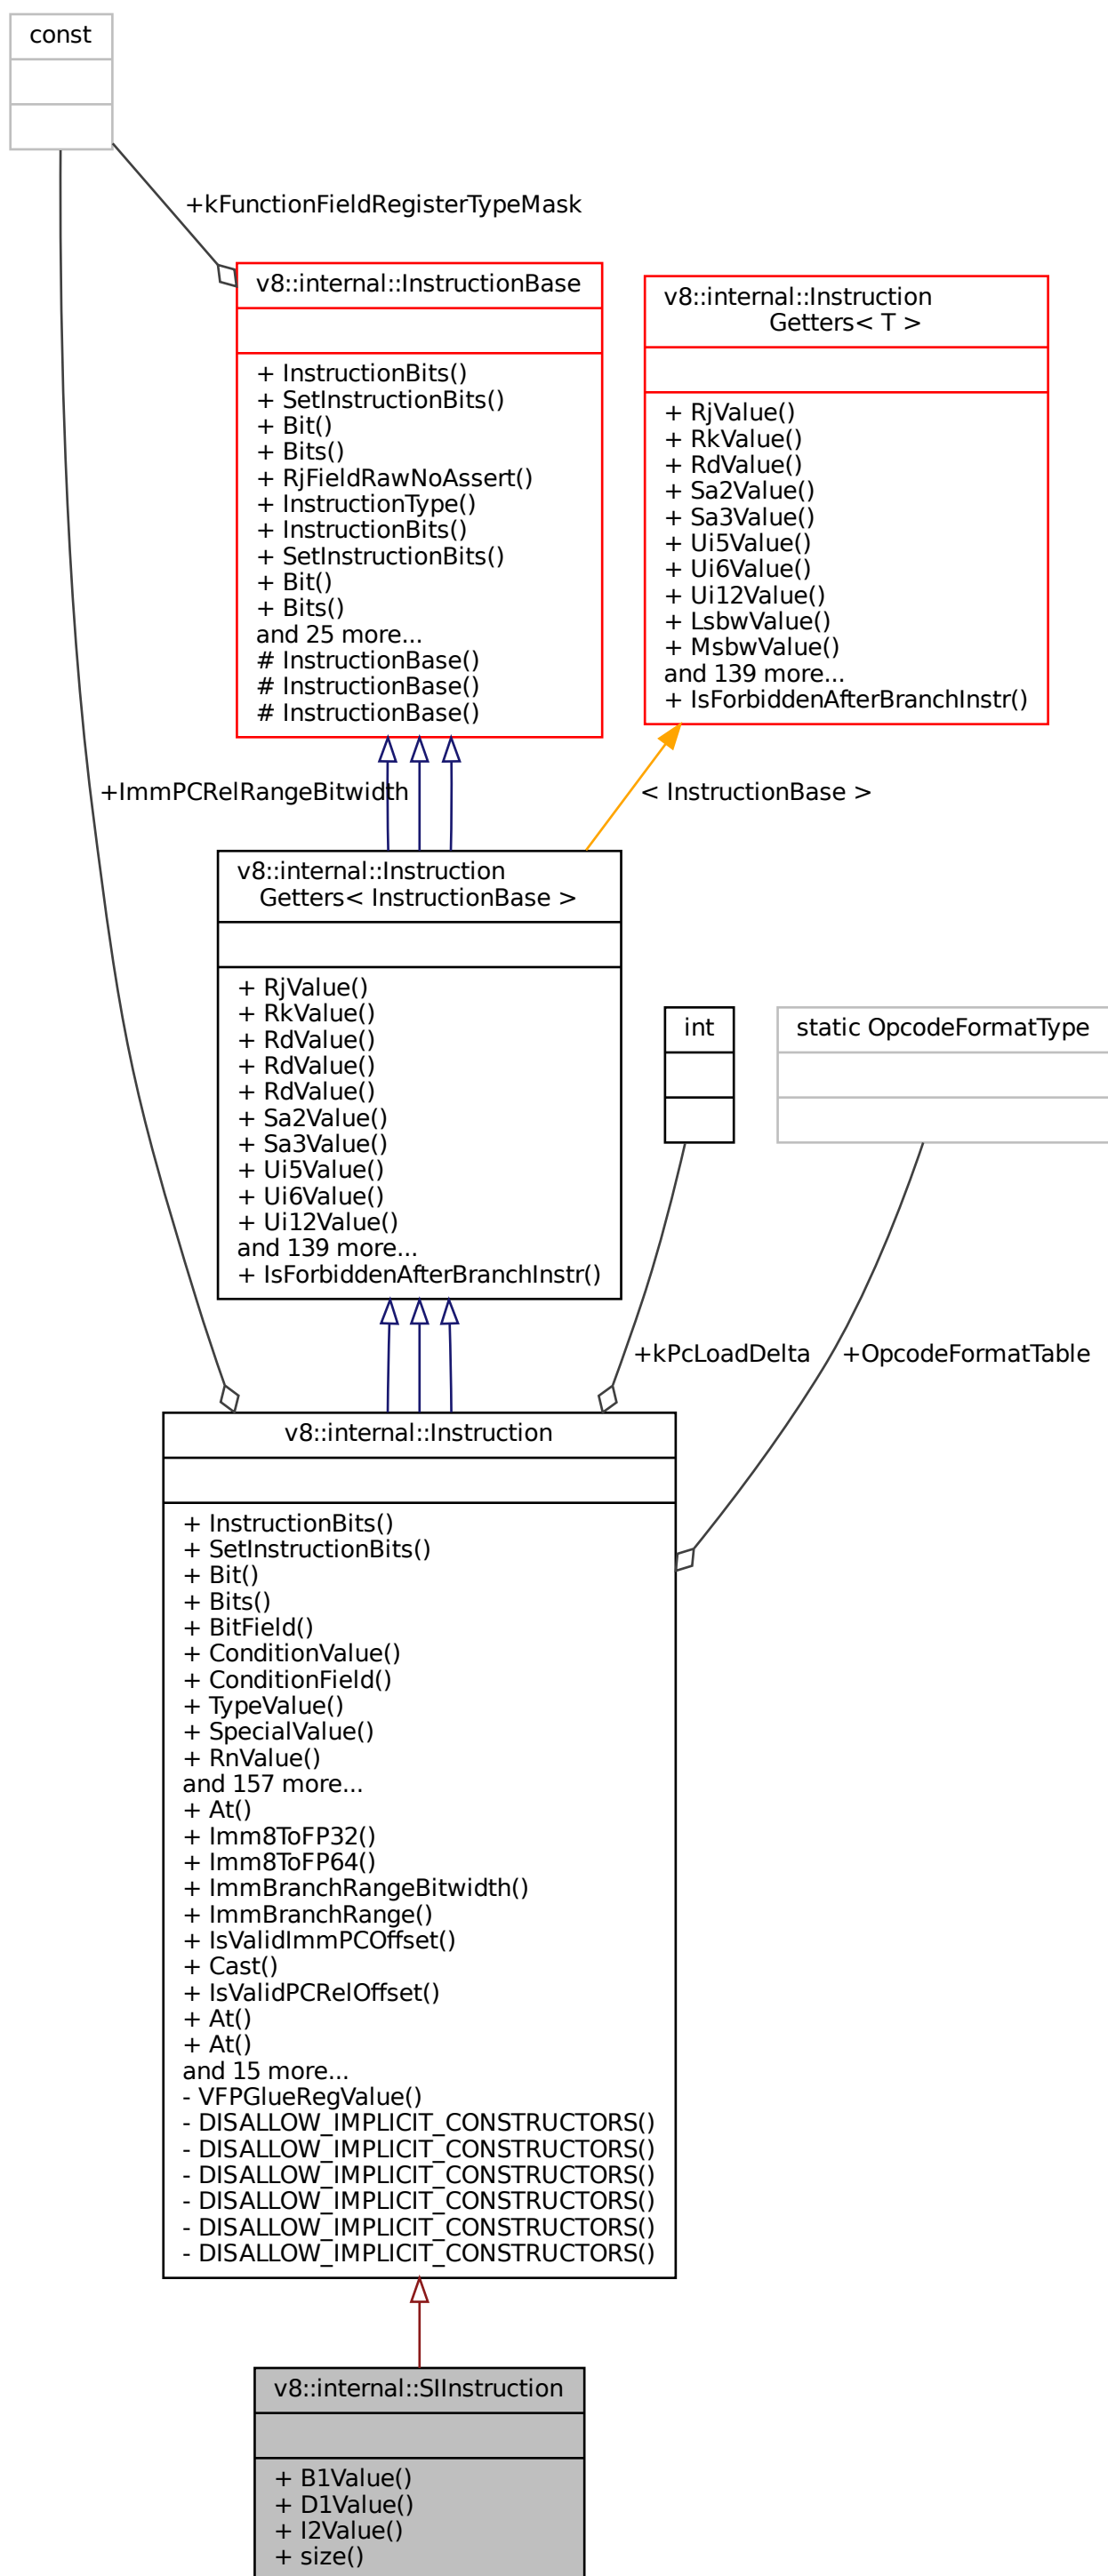 const
+kFunctionFieldRegisterTypeMask
v8::internal::InstructionBase
+ InstructionBits()
+ SetInstructionBits()
+ Bit()
+ Bits()
+ RjFieldRawNoAssert()
+ InstructionType()
+ InstructionBits()
+ SetInstructionBits()
+ Bit()
+ Bits()
and 25 more...
# InstructionBase()
# InstructionBase()
# InstructionBase()
v8::internal::Instruction
Getters< T >
+ RjValue()
+ RkValue()
+ RdValue()
+ Sa2Value()
+ Sa3Value()
+ Ui5Value()
+ Ui6Value()
+ Ui12Value()
+ LsbwValue()
+ MsbwValue()
and 139 more...
+ IsForbiddenAfterBranchInstr()
+ImmPCRelRangeBitwidth
< InstructionBase >
v8::internal::Instruction
Getters< InstructionBase >
+ RjValue()
+ RkValue()
+ RdValue()
+ RdValue()
+ RdValue()
+ Sa2Value()
+ Sa3Value()
+ Ui5Value()
+ Ui6Value()
+ Ui12Value()
and 139 more...
+ IsForbiddenAfterBranchInstr()
int
static OpcodeFormatType
+kPcLoadDelta
+OpcodeFormatTable
v8::internal::Instruction
+ InstructionBits()
+ SetInstructionBits()
+ Bit()
+ Bits()
+ BitField()
+ ConditionValue()
+ ConditionField()
+ TypeValue()
+ SpecialValue()
+ RnValue()
and 157 more...
+ At()
+ Imm8ToFP32()
+ Imm8ToFP64()
+ ImmBranchRangeBitwidth()
+ ImmBranchRange()
+ IsValidImmPCOffset()
+ Cast()
+ IsValidPCRelOffset()
+ At()
+ At()
and 15 more...
- VFPGlueRegValue()
- DISALLOW_IMPLICIT_CONSTRUCTORS()
- DISALLOW_IMPLICIT_CONSTRUCTORS()
- DISALLOW_IMPLICIT_CONSTRUCTORS()
- DISALLOW_IMPLICIT_CONSTRUCTORS()
- DISALLOW_IMPLICIT_CONSTRUCTORS()
- DISALLOW_IMPLICIT_CONSTRUCTORS()
v8::internal::SIInstruction
+ B1Value()
+ D1Value()
+ I2Value()
+ size()